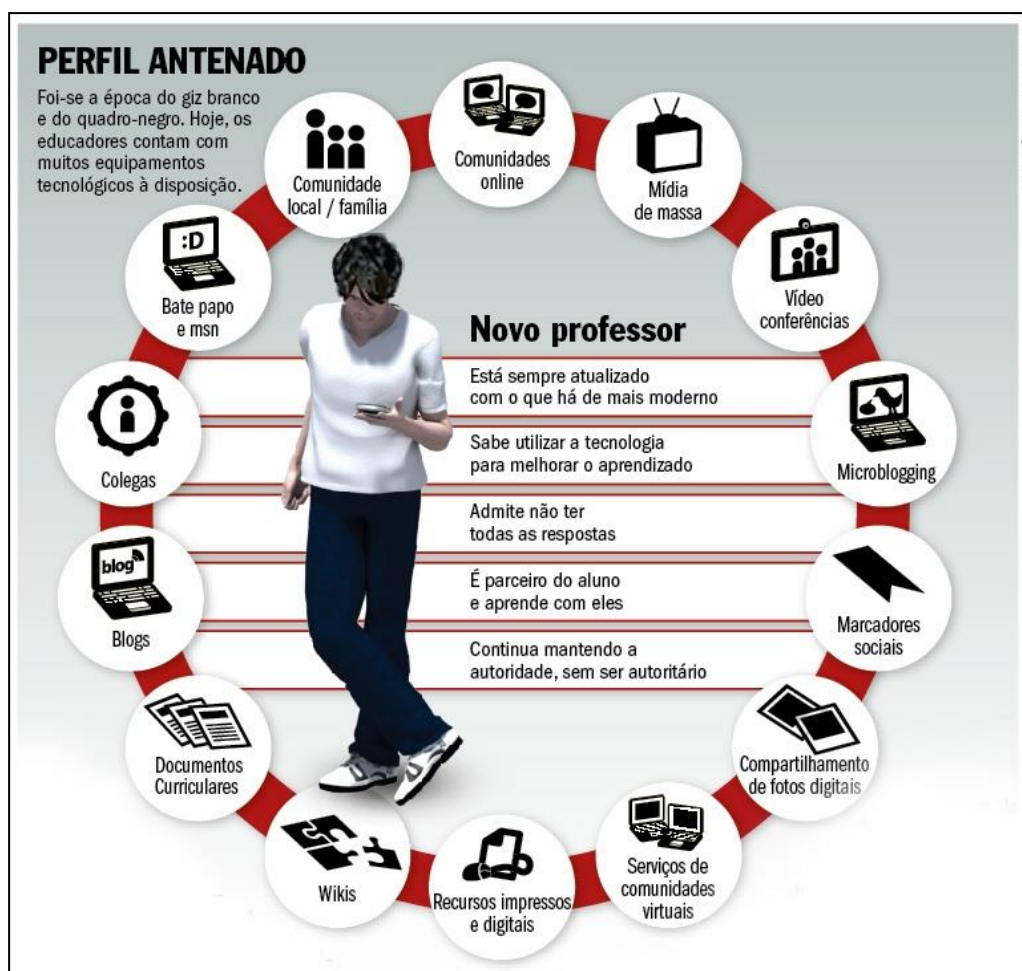 PERFIL ANTENADO
Foi-se a época do giz branco
e do quadro-negro. Hoje, os
educadores contam com
muitos equipamentos
tecnológicos à disposição.
Comunidades
online
Mídia
de massa
Vídeo
conferências
Microblogging
Marcadores
sociais
Compartilhamento
de fotos digitais
Serviços de
comunidades
virtuais
Recursos impressos
e digitais
Wikis
Documentos
Curriculares
blog
Blogs
Colegas
:D
Bate papo
e msn
Comunidade
local / família
Novo professor
Está sempre atualizado
com o que há de mais moderno
Sabe utilizar a tecnologia
para melhorar o aprendizado
Admite não ter
todas as respostas
É parceiro do aluno
e aprende com eles
Continua mantendo a
autoridade, sem ser autoritário